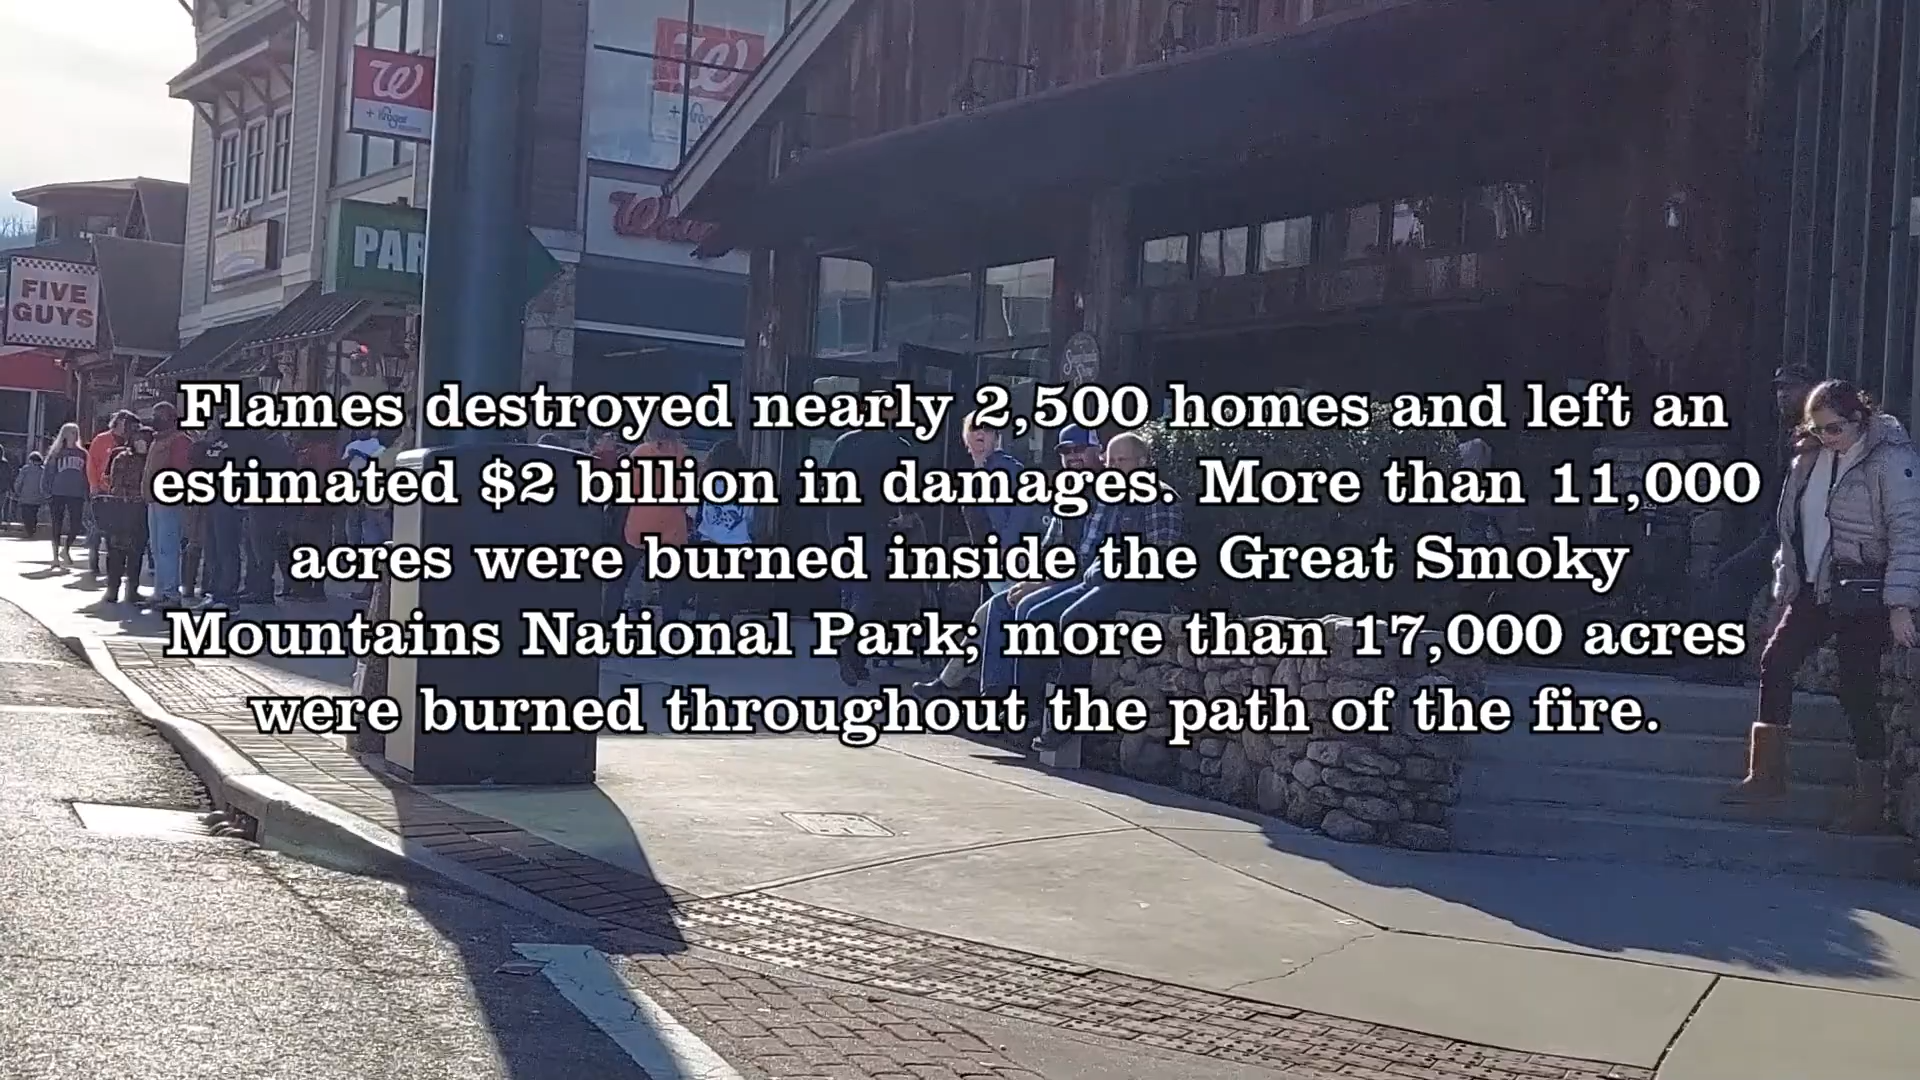 W
+ Kroger
W
+ Kro
PAR
FIVE
GUYS
Flames destroyed nearly 2,500 homes and left an
estimated $2 billion in damages. More than 11,000
acres were burned inside the Great Smoky
Mountains National Park; more than 17,000 acres
were burned throughout the path of the fire.